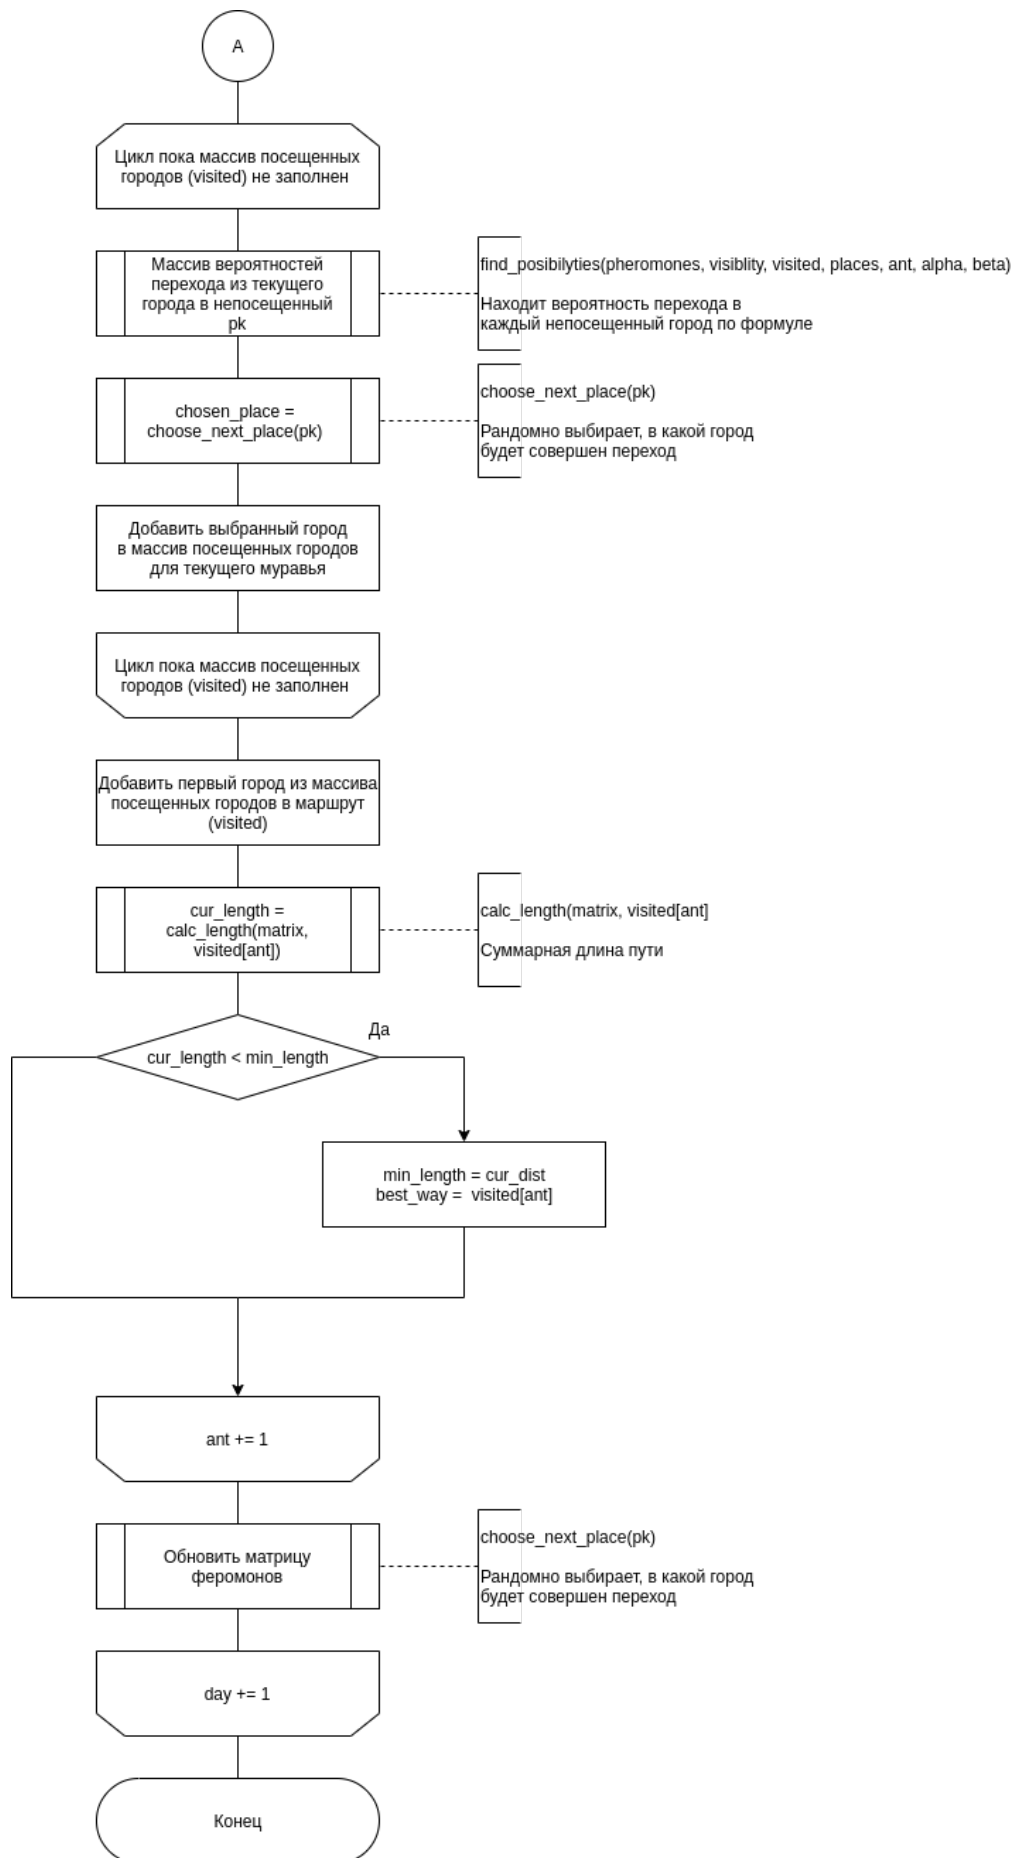 A
Цикл пока массив посещенных
городов (visited) не заполнен
Массив вероятностей
перехода из текущего
города в непосещенный
pk
find_posibilyties(pheromones, visiblity, visited, places, ant, alpha, beta)
Находит вероятность перехода в
каждый непосещенный город по формуле
chosen_place =
choose_next_place(pk)
choose_next_place(pk)
Рандомно выбирает, в какой город
будет совершен переход
Добавить выбранный город
в массив посещенных городов
для текущего муравья
Цикл пока массив посещенных
городов (visited) не заполнен
Добавить первый город из массива
посещенных городов в маршрут
(visited)
cur_length =
calc_length(matrix,
visited[ant])
calc_length(matrix, visited[ant]
Суммарная длина пути
Да
cur_length < min_length
min_length = cur_dist
best_way = visited[ant]
ant += 1
Обновить матрицу
феромонов
choose_next_place(pk)
Рандомно выбирает, в какой город
будет совершен переход
day += 1
Конец